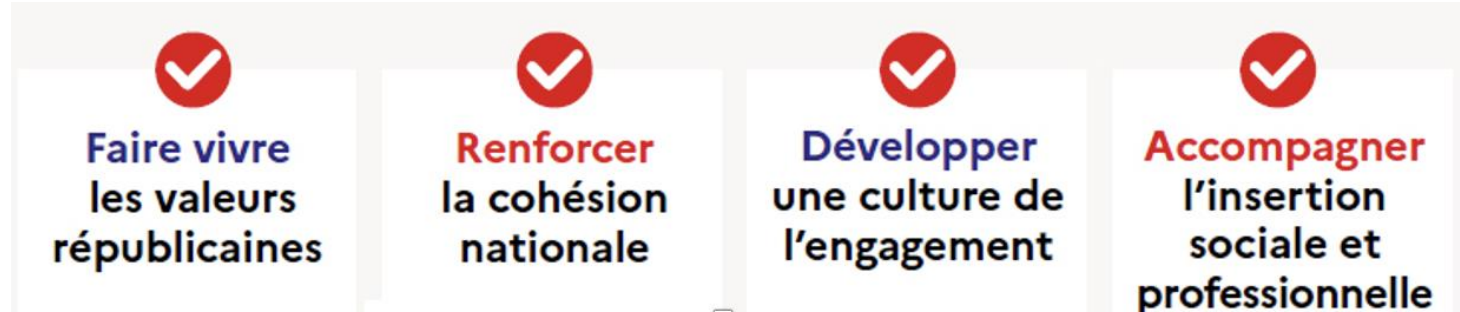 Faire vivre
les valeurs
républicaines
Renforcer
la cohésion
nationale
Développer
une culture de
l’engagement
Accompagner
l’insertion
sociale et
professionnelle